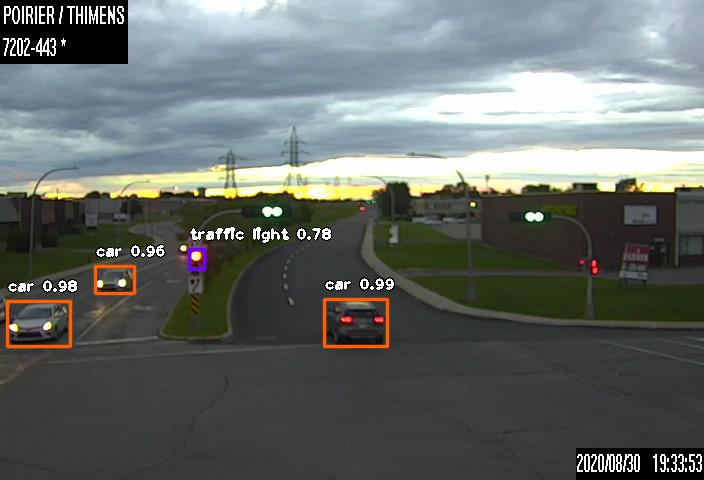 POIRIER / THIMENS
7202-443 *
traffic light 0.78
car 0.96
car 0.98
car 0.99
2020/08/30 19:33:53